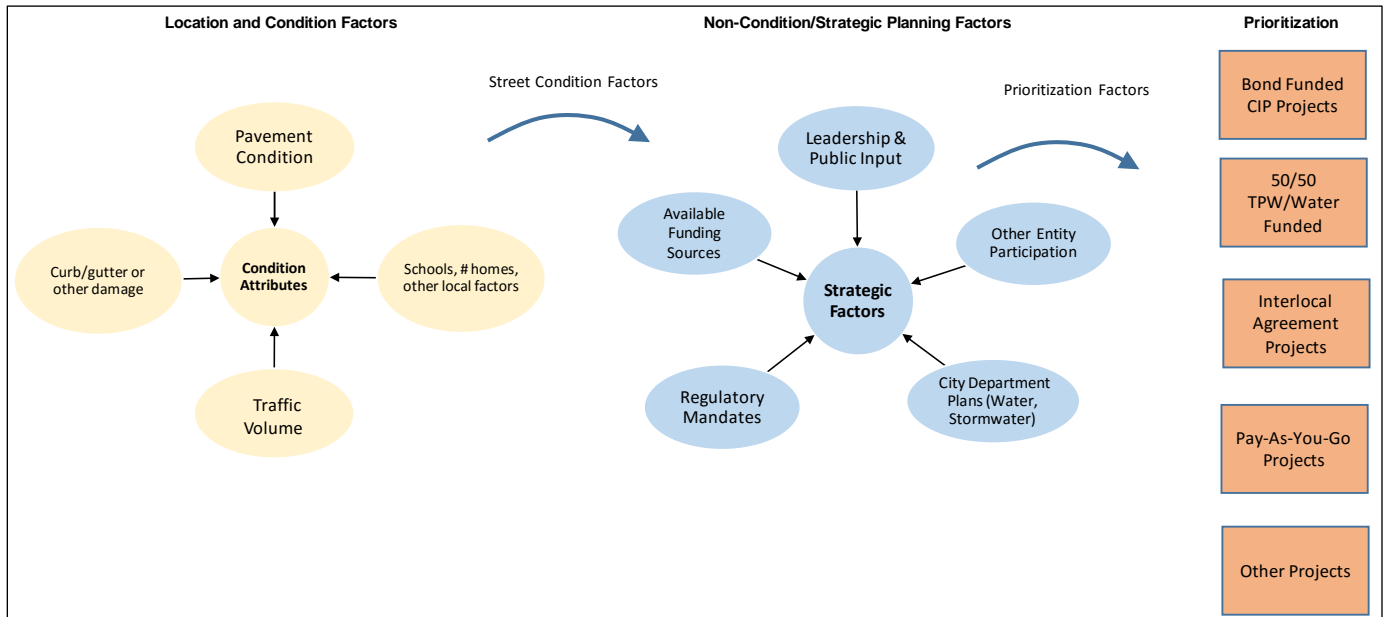 Location and Condition Factors
Non-Condition/Strategic Planning Factors
Prioritization
Street Condition Factors
Prioritization Factors
Pavement
Condition
Curb/gutter or
other damage
Condition
Attributes
Schools, # homes,
other local factors
Traffic
Volume
Leadership &
Public Input
Available
Funding
Sources
Other Entity
Participation
Strategic
Factors
Regulatory
Mandates
City Department
Plans (Water,
Stormwater)
Bond Funded
CIP Projects
50/50
TPW/Water
Funded
Interlocal
Agreement
Projects
Pay-As-You-Go
Projects
Other Projects